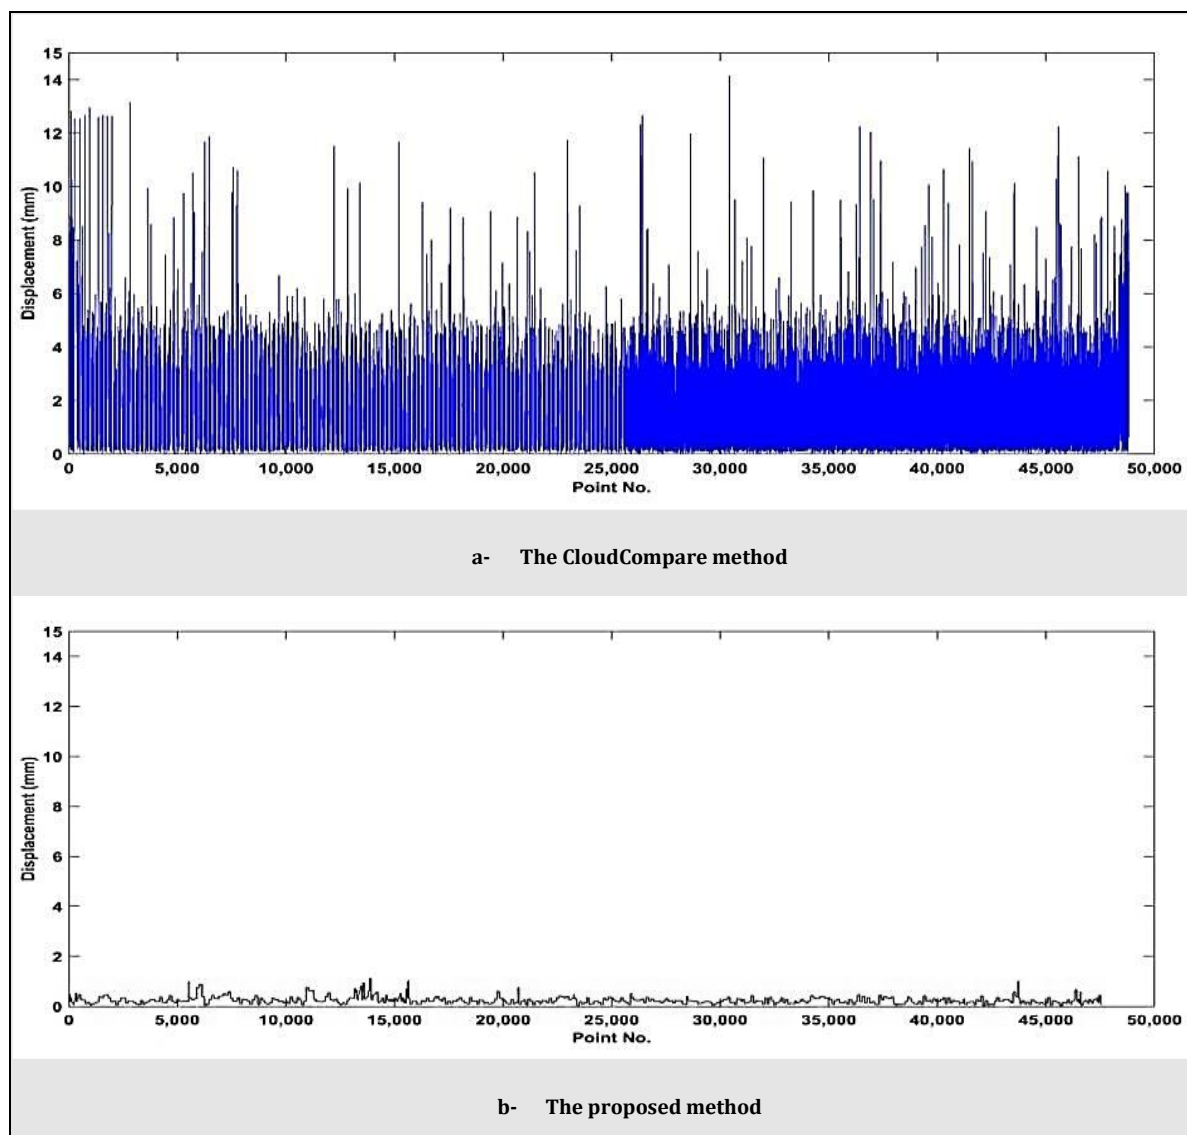 15
14
12
10
8
6
4
2
0
Displacement (mm)
0 5,000 10,000 15,000 20,000 25,000 30,000 35,000 40,000 45,000 50,000
Point No.
a- The CloudCompare method
15
14
12
10
8
6
4
2
0
Displacement (mm)
0 5,000 10,000 15,000 20,000 25,000 30,000 35,000 40,000 45,000 50,000
Point No.
b- The proposed method